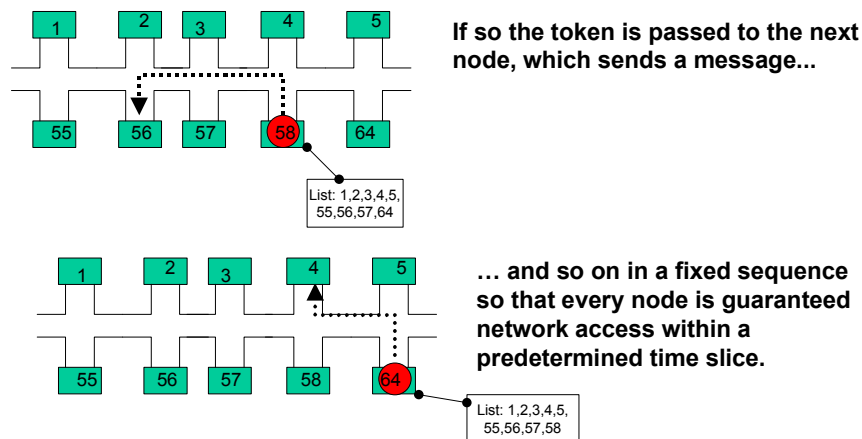 1 2 3 4 5
If so the token is passed to the next
node, which sends a message...
55 56 57 58 64
List: 1,2,3,4,5,
55,56,57,64
1 2 3 4 5
... and so on in a fixed sequence
so that every node is guaranteed
network access within a
predetermined time slice.
55 56 57 58 64
List: 1,2,3,4,5,
55,56,57,58